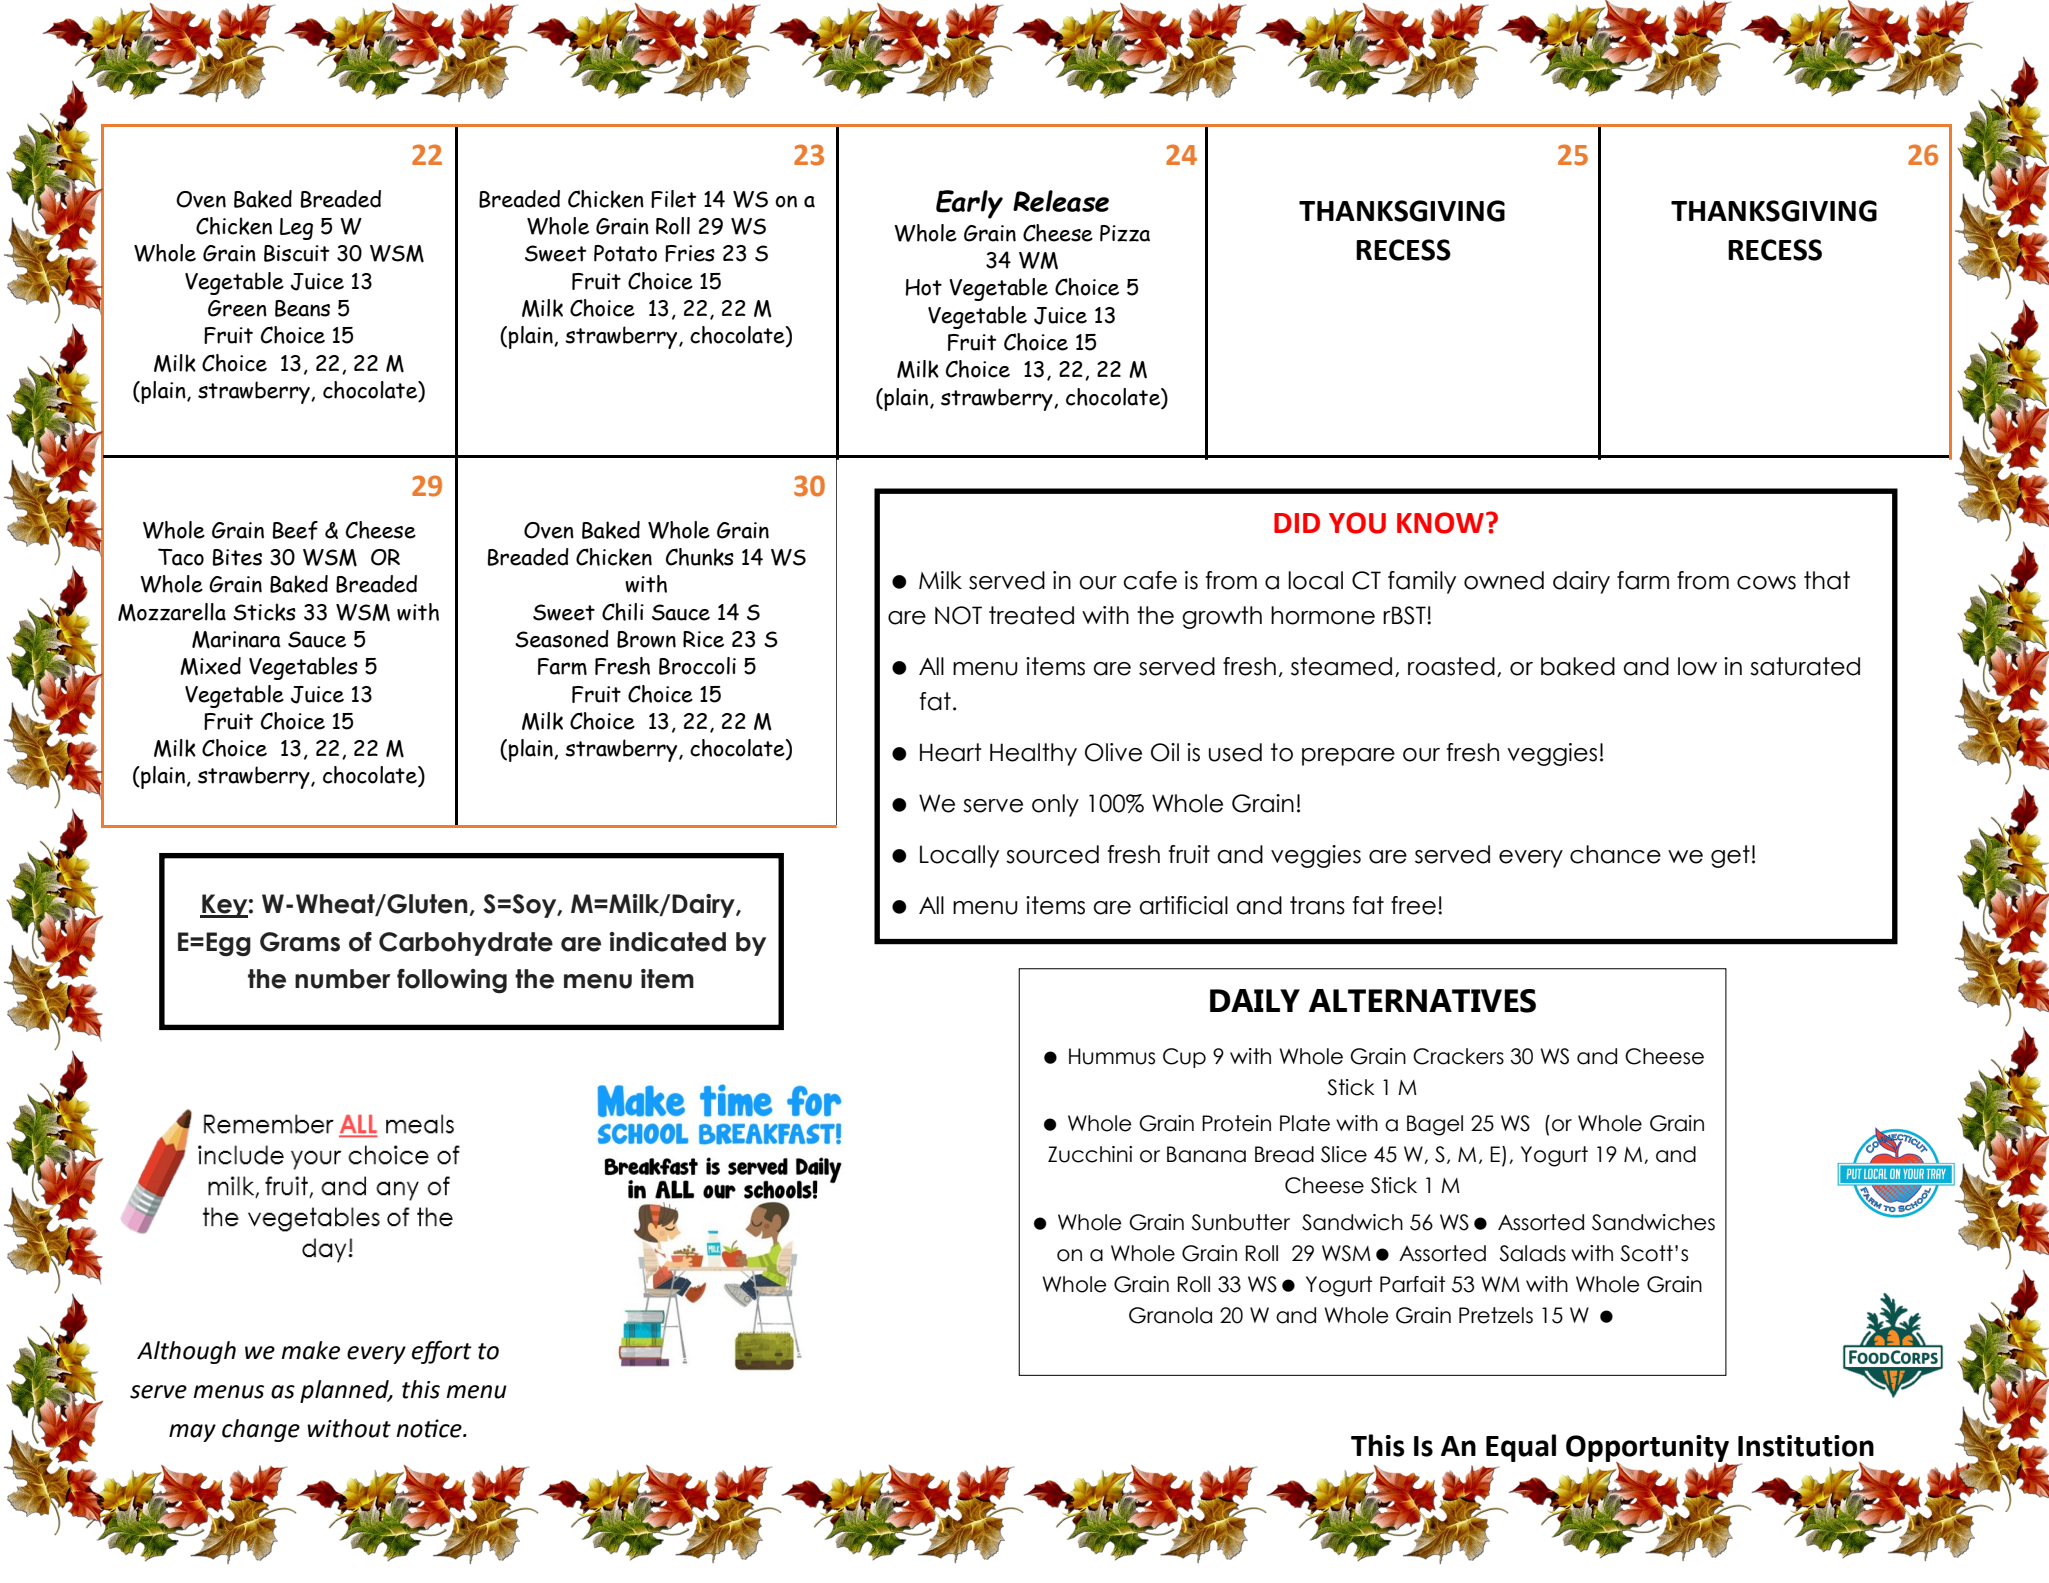 22
Oven Baked Breaded
Chicken Leg 5 W
Whole Grain Biscuit 30 WSM
Vegetable Juice 13
Green Beans 5
Fruit Choice 15
Milk Choice 13, 22, 22 M
(plain, strawberry, chocolate)
23
Breaded Chicken Filet 14 WS on a
Whole Grain Roll 29 WS
Sweet Potato Fries 23 S
Fruit Choice 15
Milk Choice 13, 22, 22 M
(plain, strawberry, chocolate)
24
Early Release
Whole Grain Cheese Pizza
34 WM
Hot Vegetable Choice 5
Vegetable Juice 13
Fruit Choice 15
Milk Choice 13, 22, 22 M
(plain, strawberry, chocolate)
25
THANKSGIVING
RECESS
26
THANKSGIVING
RECESS
29
Whole Grain Beef & Cheese
Taco Bites 30 WSM OR
Whole Grain Baked Breaded
Mozzarella Sticks 33 WSM with
Marinara Sauce 5
Mixed Vegetables 5
Vegetable Juice 13
Fruit Choice 15
Milk Choice 13, 22, 22 M
(plain, strawberry, chocolate)
30
Oven Baked Whole Grain
Breaded Chicken Chunks 14 WS
with
Sweet Chili Sauce 14 S
Seasoned Brown Rice 23 S
Farm Fresh Broccoli 5
Fruit Choice 15
Milk Choice 13, 22, 22 M
(plain, strawberry, chocolate)
DID YOU KNOW?
● Milk served in our cafe is from a local CT family owned dairy farm from cows that
are NOT treated with the growth hormone rBST!
● All menu items are served fresh, steamed, roasted, or baked and low in saturated
fat.
● Heart Healthy Olive Oil is used to prepare our fresh veggies!
● We serve only 100% Whole Grain!
● Locally sourced fresh fruit and veggies are served every chance we get!
● All menu items are artificial and trans fat free!
Key: W-Wheat/Gluten, S=Soy, M=Milk/Dairy,
E=Egg Grams of Carbohydrate are indicated by
the number following the menu item
DAILY ALTERNATIVES
● Hummus Cup 9 with Whole Grain Crackers 30 WS and Cheese
Stick 1 M
● Whole Grain Protein Plate with a Bagel 25 WS (or Whole Grain
Zucchini or Banana Bread Slice 45 W, S, M, E), Yogurt 19 M, and
Cheese Stick 1 M
● Whole Grain Sunbutter Sandwich 56 WS● Assorted Sandwiches
on a Whole Grain Roll 29 WSM● Assorted Salads with Scott's
Whole Grain Roll 33 WS● Yogurt Parfait 53 WM with Whole Grain
Granola 20 W and Whole Grain Pretzels 15 W ●
Remember ALL meals
include your choice of
milk, fruit, and any of
the vegetables of the
day!
Make time for
SCHOOL BREAKFAST!
Breakfast is served Daily
in ALL our schools!
MILK
CONNECTICUT
PUT LOCAL ON YOUR TRAY
FARM TO SCHOOL
FOODCORPS
Although we make every effort to
serve menus as planned, this menu
may change without notice.
This Is An Equal Opportunity Institution